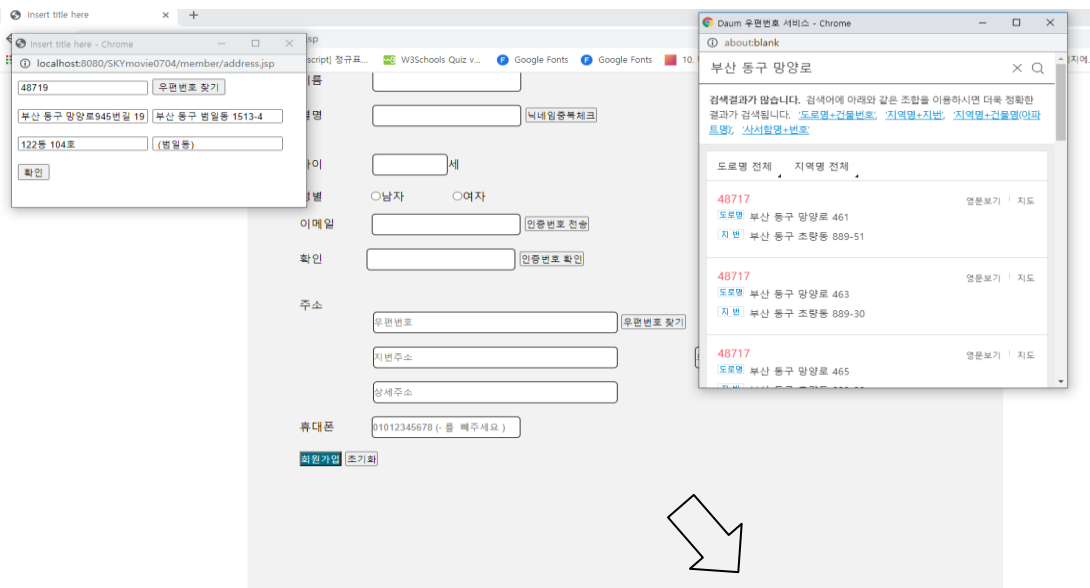 Insert title here
Insert title here - Chrome
localhost:8080/SKYmovie0704/member/address.jsp
48719
우편번호 찾기
부산 동구 망양로945번길 19
부산 동구 범일동 1513-4
122동 104호
(범일동)
확인
jsp
script) 정규표...
W3Schools Quiz v...
Google Fonts
Google Fonts
10.
닉네임중복체크
세
남자
여자
이메일
인증번호 전송
확인
인증번호 확인
주소
우편번호
우편번호 찾기
지번주소
상세주소
휴대폰
01012345678 (- 를 빼주세요 )
회원가입
초기화
Daum 우편번호 서비스 - Chrome
about:blank
부산 동구 망양로
검색결과가 많습니다. 검색어에 아래와 같은 조합을 이용하시면 더욱 정확한
결과가 검색됩니다. '도로명+건물번호', '지역명+지번', '지역명+건물명(아파
트명)', '사서함명+번호'
도로명 전체
지역명 전체
48717
영문보기
지도
도로명 부산 동구 망양로 461
지 번 부산 동구 초량동 889-51
48717
영문보기
지도
도로명 부산 동구 망양로 463
지 번 부산 동구 초량동 889-30
48717
영문보기
지도
도로명 부산 동구 망양로 465